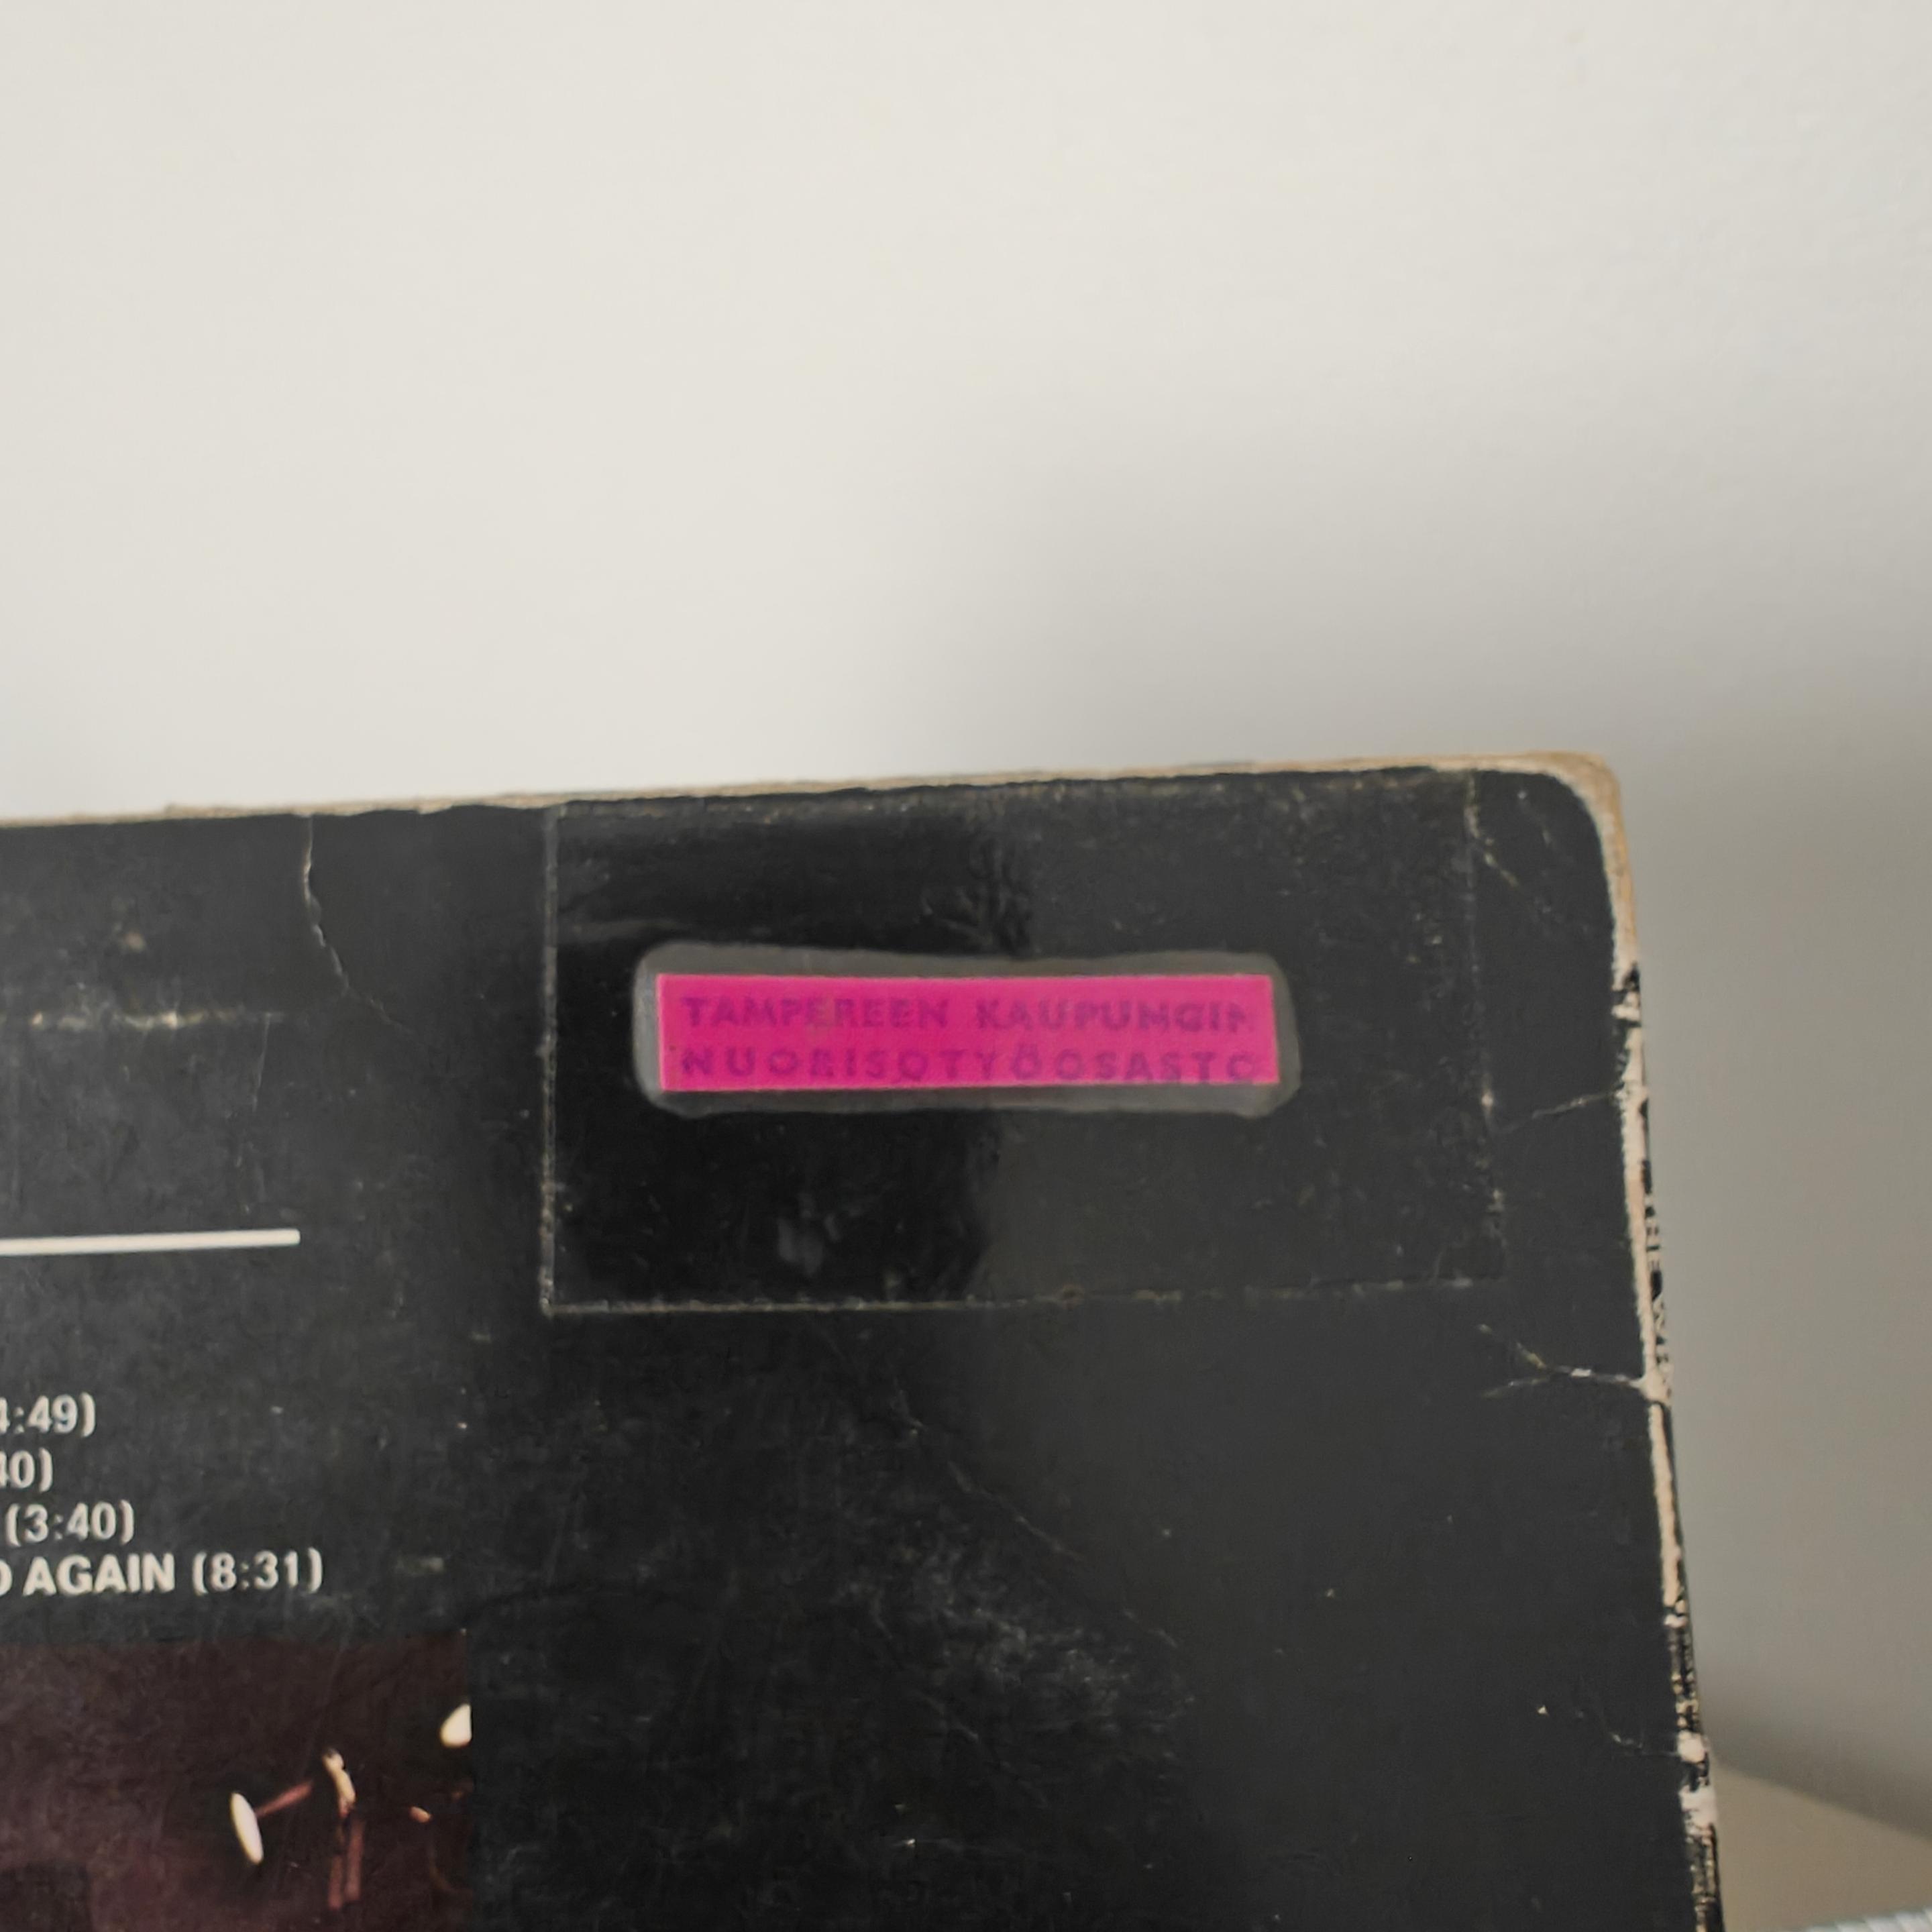 TAMPEREEN KAUPUNGIN
NUORISOTYÖOSASTO
4:49)
40)
(3:40)
AGAIN (8:31)